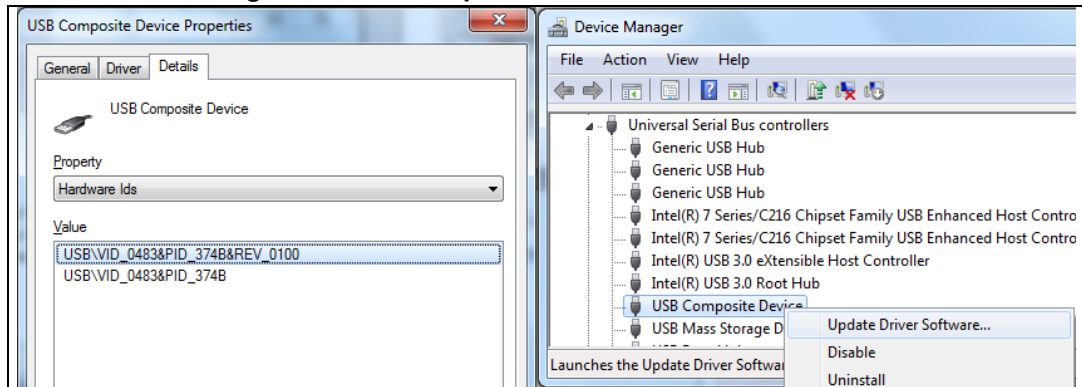 USB Composite Device Properties
General Driver Details
USB Composite Device
Property
Hardware Ids
Value
USB\VID_0483&PID_374B&REV_0100
USB\VID_0483&PID_374B
Device Manager
File Action View Help
Universal Serial Bus controllers
Generic USB Hub
Generic USB Hub
Generic USB Hub
Intel(R) 7 Series/C216 Chipset Family USB Enhanced Host Contro
Intel(R) 7 Series/C216 Chipset Family USB Enhanced Host Contro
Intel(R) USB 3.0 eXtensible Host Controller
Intel(R) USB 3.0 Root Hub
USB Composite Device
USB Mass Storage D
Launches the Update Driver Softwar
Update Driver Software...
Disable
Uninstall